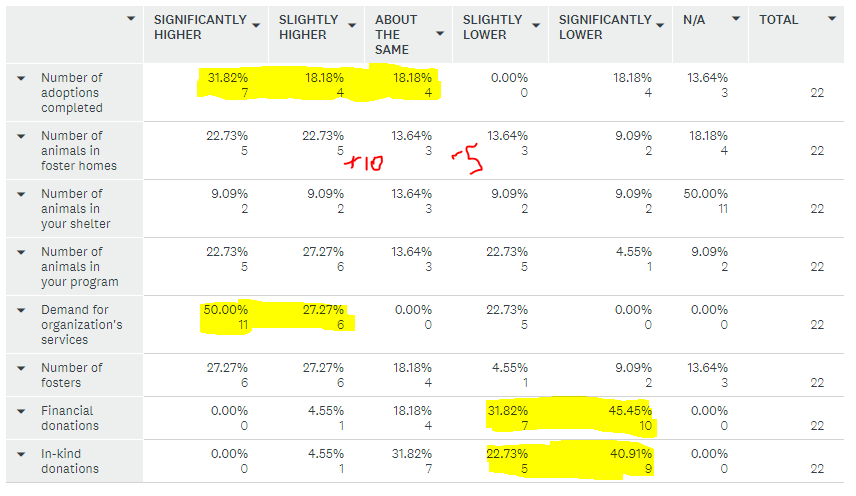 SIGNIFICANTLY HIGHER SLIGHTLY HIGHER ABOUT THE SAME SLIGHTLY LOWER SIGNIFICANTLY LOWER N/A TOTAL
Number of adoptions completed 31.82% 7 18.18% 4 18.18% 4 0.00% 0 18.18% 4 13.64% 3 22
Number of animals in foster homes 22.73% 5 22.73% 5 13.64% 3 13.64% 3 9.09% 2 18.18% 4 22
+10 -5
Number of animals in your shelter 9.09% 2 9.09% 2 13.64% 3 9.09% 2 9.09% 2 50.00% 11 22
Number of animals in your program 22.73% 5 27.27% 6 13.64% 3 22.73% 5 4.55% 1 9.09% 2 22
Demand for organization's services 50.00% 11 27.27% 6 0.00% 0 22.73% 5 0.00% 0 0.00% 0 22
Number of fosters 27.27% 6 27.27% 6 18.18% 4 4.55% 1 9.09% 2 13.64% 3 22
Financial donations 0.00% 0 4.55% 1 18.18% 4 31.82% 7 45.45% 10 0.00% 0 22
In-kind donations 0.00% 0 4.55% 1 31.82% 7 22.73% 5 40.91% 9 0.00% 0 22